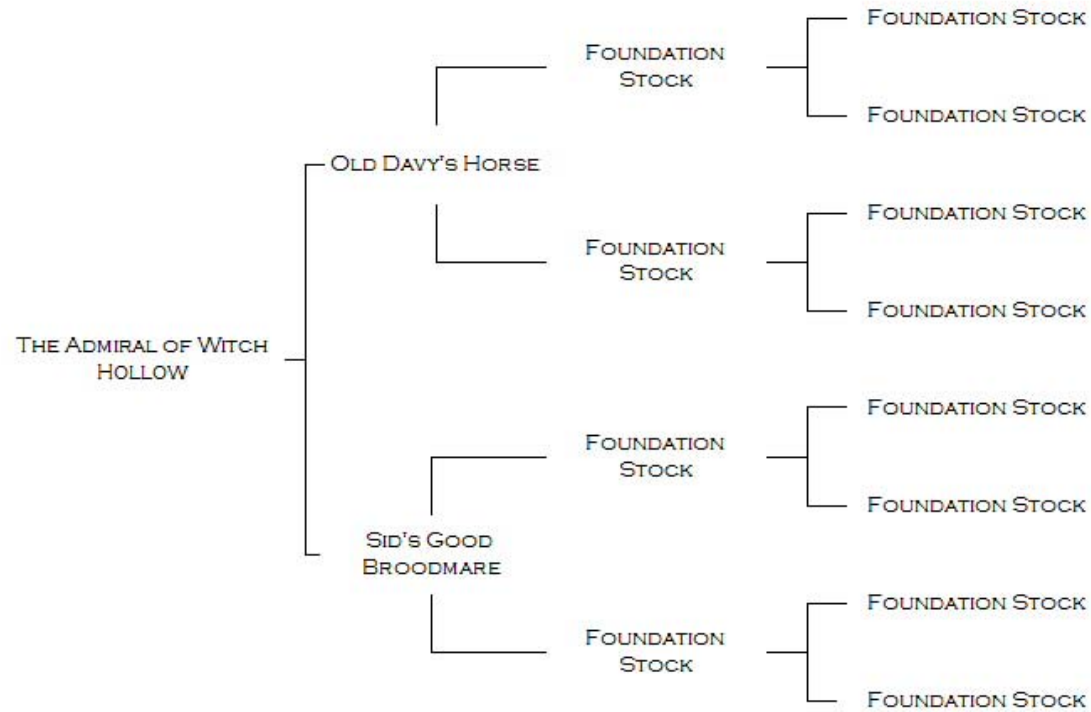 Foundation Stock
Foundation
Stock
Foundation Stock
Old Davy's Horse
Foundation Stock
Foundation
Stock
Foundation Stock
The Admiral of Witch
Hollow
Foundation Stock
Foundation
Stock
Foundation Stock
Sid's Good
Broodmare
Foundation Stock
Foundation
Stock
Foundation Stock